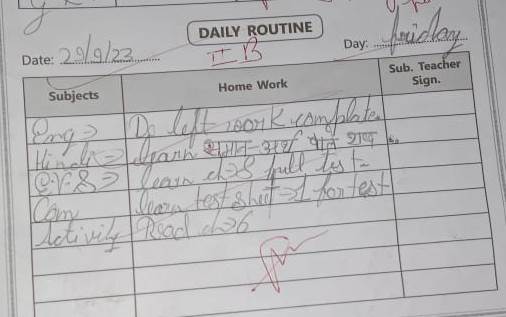 DAILY ROUTINE
II B
Date: 29/9/23
Day: friday
Subjects Home Work Sub. Teacher Sign.
Eng ⇒ Do left work complate.
Hindi ⇒ learn समान-अर्थ वाले शब्द
E.V.S ⇒ learn ch⇒8 full
Com learn test sheet ⇒1 for test
Activity Read ch⇒6